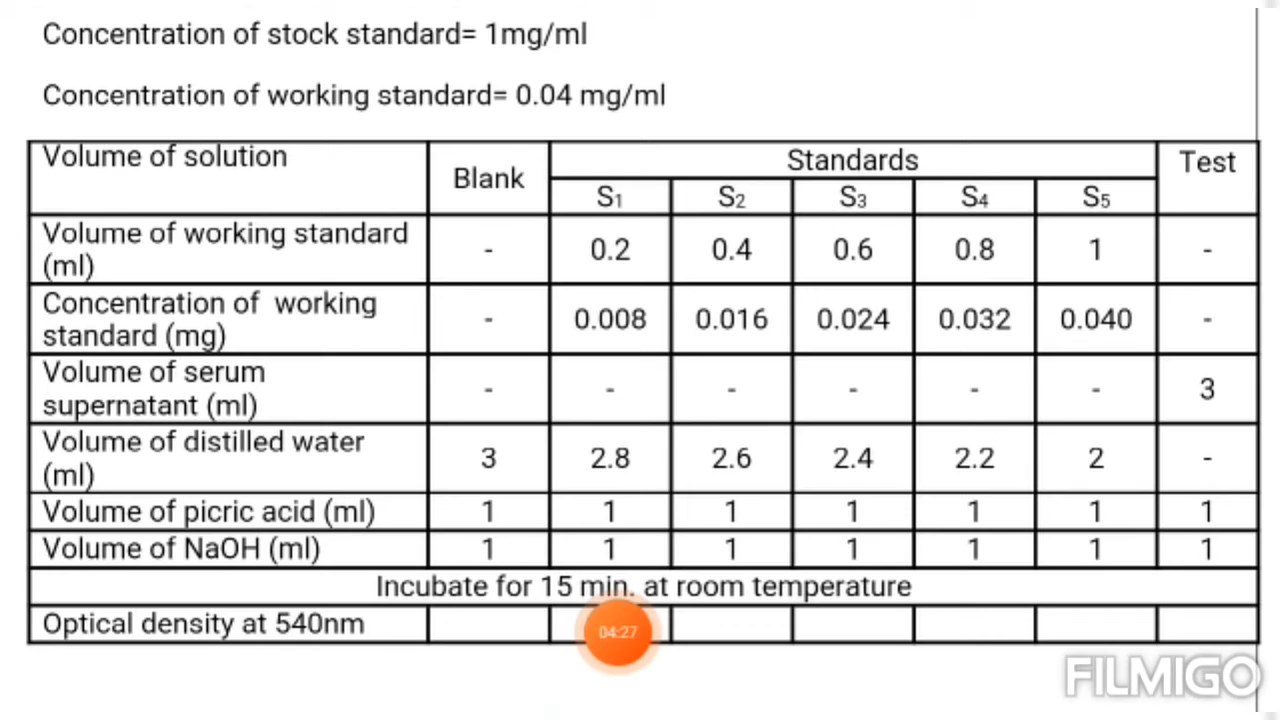 Concentration of stock standard= 1mg/ml
Concentration of working standard= 0.04 mg/ml
Volume of solution Blank Standards Test
S1 S2 S3 S4 S5
Volume of working standard (ml) - 0.2 0.4 0.6 0.8 1 -
Concentration of working standard (mg) - 0.008 0.016 0.024 0.032 0.040 -
Volume of serum supernatant (ml) - - - - - - 3
Volume of distilled water (ml) 3 2.8 2.6 2.4 2.2 2 -
Volume of picric acid (ml) 1 1 1 1 1 1 1
Volume of NaOH (ml) 1 1 1 1 1 1 1
Incubate for 15 min. at room temperature
Optical density at 540nm
04:27
FILMIGO